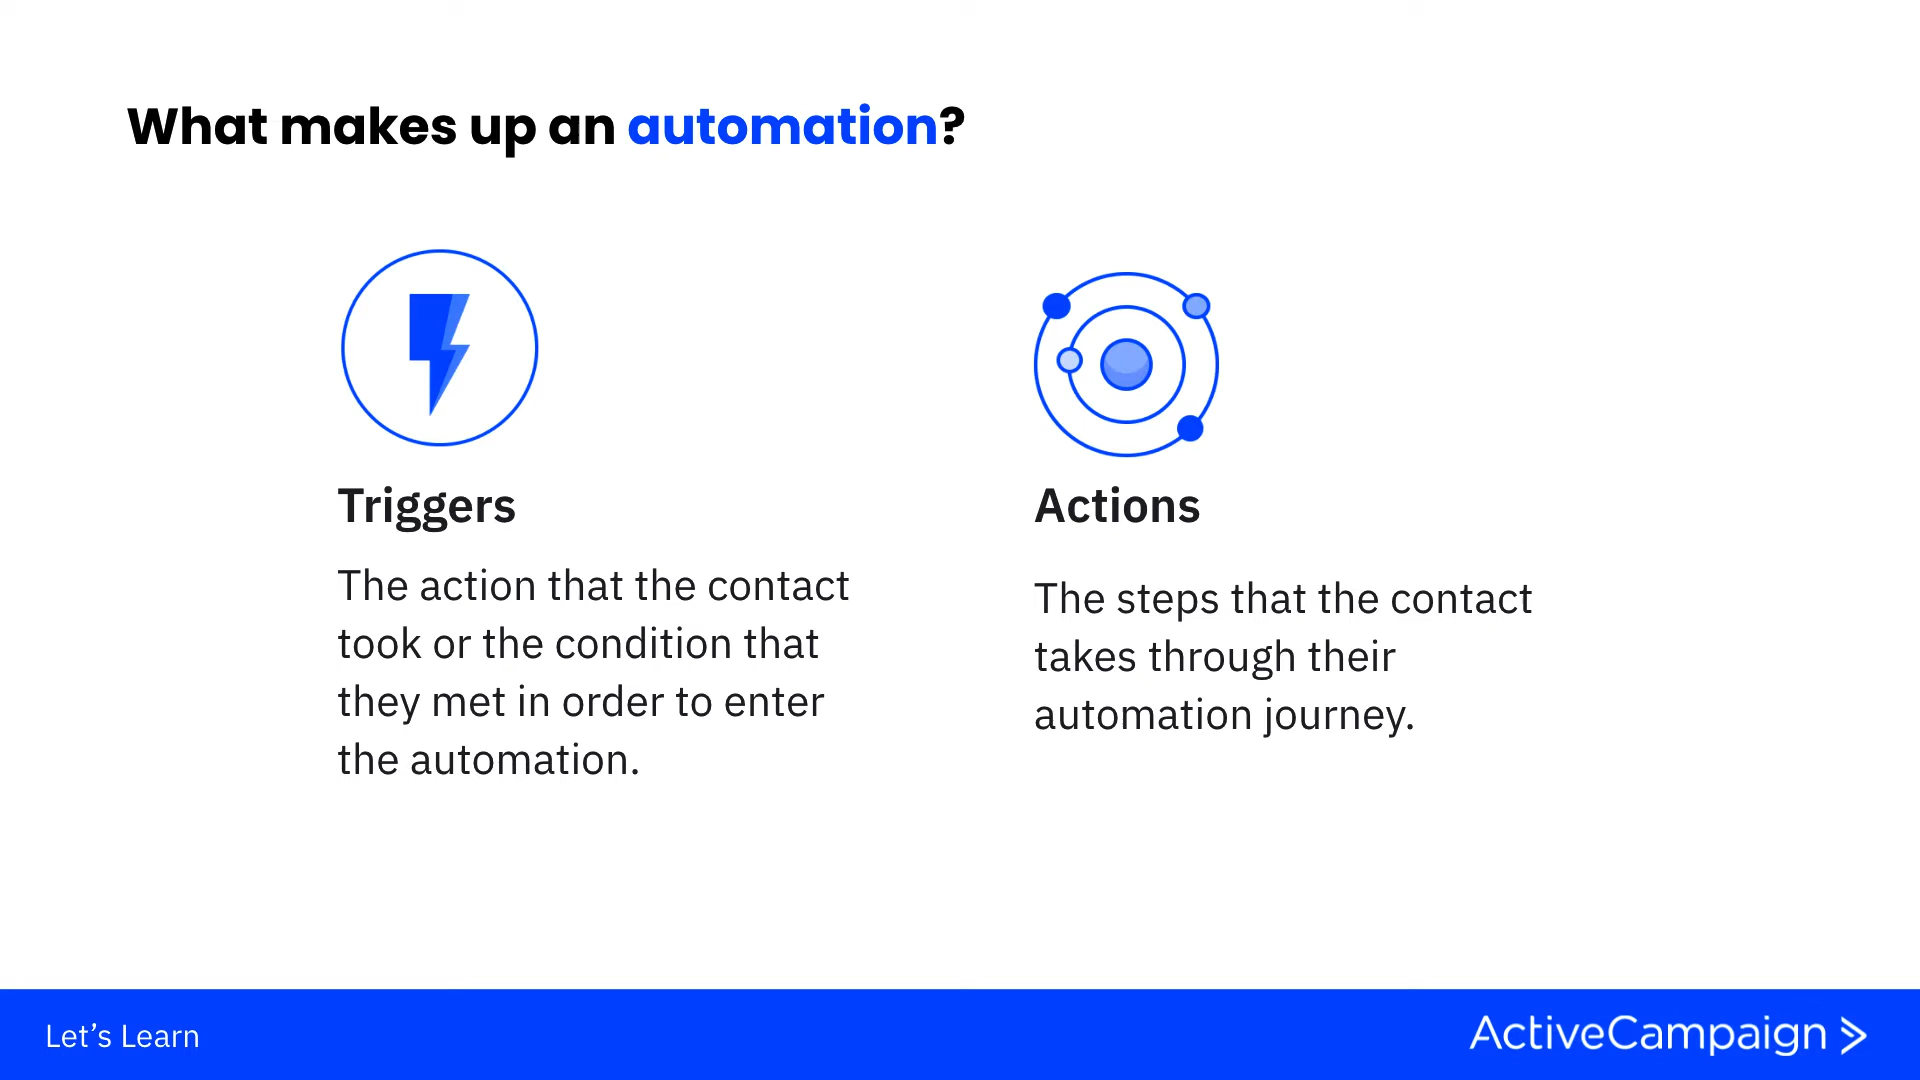 What makes up an automation?
Triggers
The action that the contact
took or the condition that
they met in order to enter
the automation.
Actions
The steps that the contact
takes through their
automation journey.
Let’s Learn
ActiveCampaign